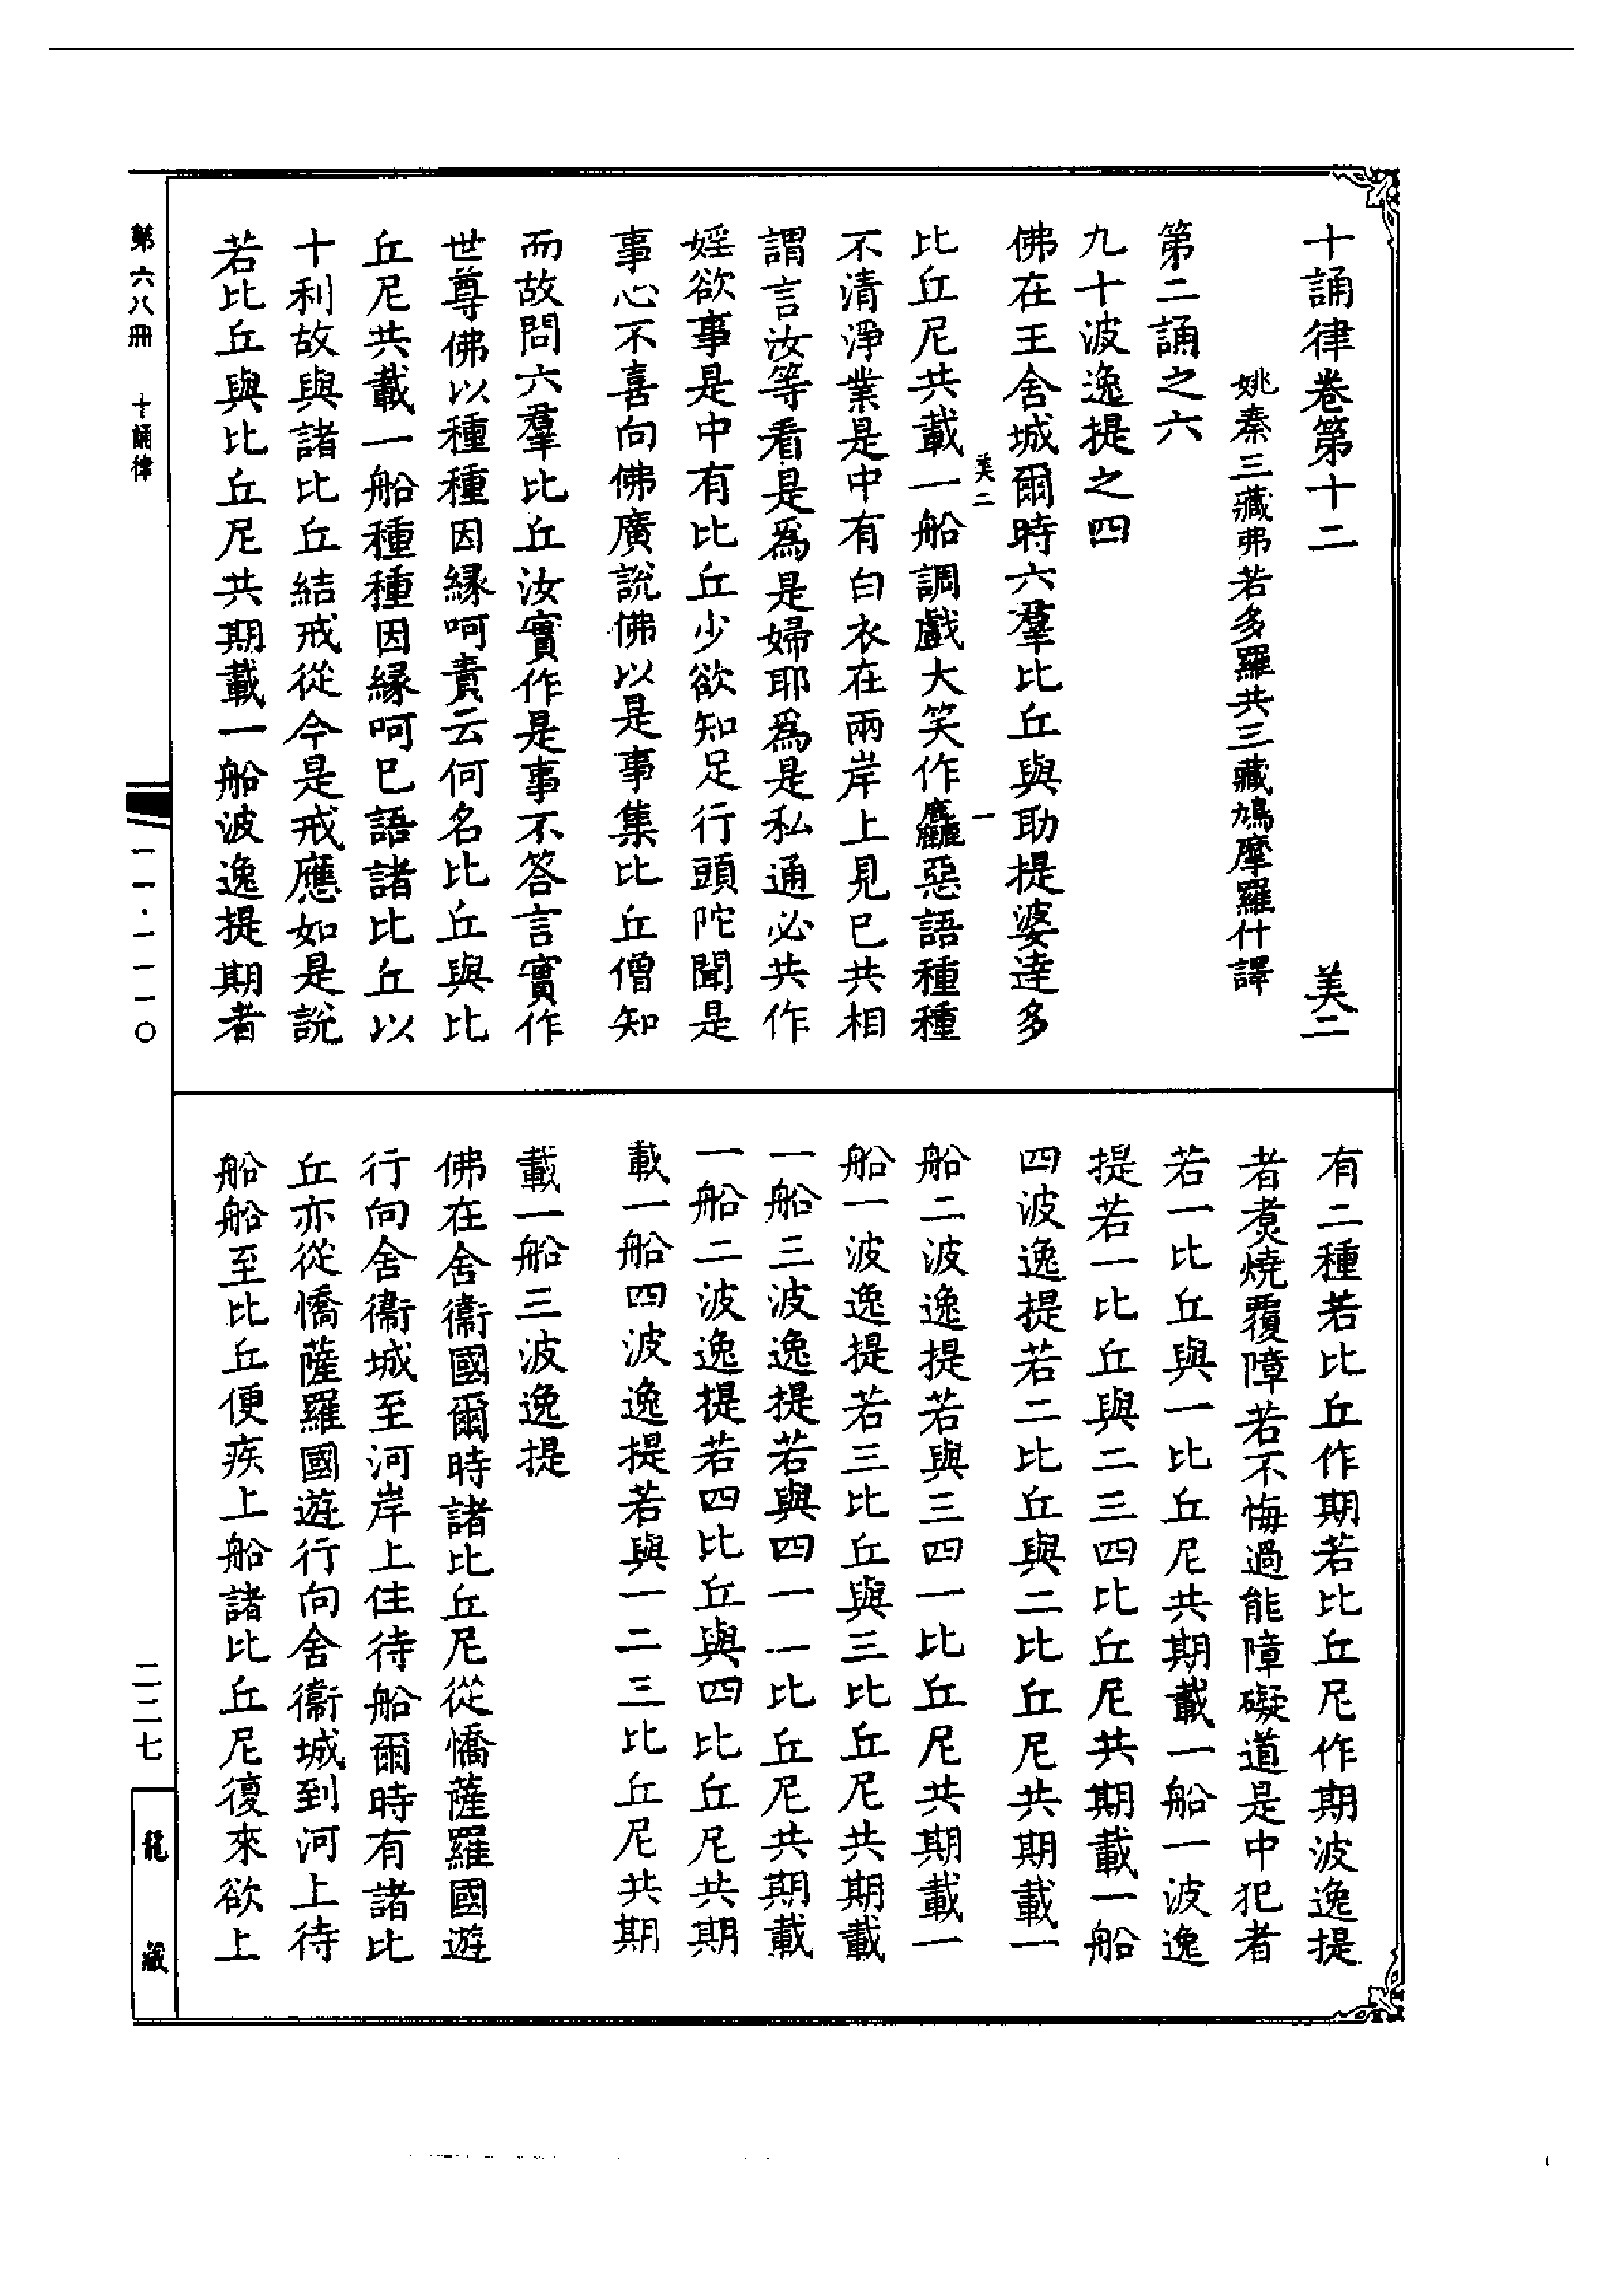 十誦律卷第十二　美二
姚秦三藏弗若多羅共三藏鳩摩羅什譯
第二誦之六
九十波逸提之四
佛在王舍城爾時六羣比丘與助提婆達多
美二　一
比丘尼共載一船調戲大笑作麤惡語種種
不清淨業是中有白衣在兩岸上見已共相
謂言汝等看是爲是婦耶爲是私通必共作
婬欲事是中有比丘少欲知足行頭陀聞是
事心不喜向佛廣說佛以是事集比丘僧知
而故問六羣比丘汝實作是事不答言實作
世尊佛以種種因緣呵責云何名比丘與比
丘尼共載一船種種因緣呵已語諸比丘以
十利故與諸比丘結戒從今是戒應如是說
若比丘與比丘尼共期載一船波逸提期者
有二種若比丘作期若比丘尼作期波逸提
者煑燒覆障若不悔過能障礙道是中犯者
若一比丘與一比丘尼共期載一船一波逸
提若一比丘與二三四比丘尼共期載一船
四波逸提若二比丘與二比丘尼共期載一
船二波逸提若與三四一比丘尼共期載一
船一波逸提若三比丘與三比丘尼共期載
一船三波逸提若與四一一比丘尼共期載
一船二波逸提若四比丘與四比丘尼共期
載一船四波逸提若與一二三比丘尼共期
載一船三波逸提
佛在舍衞國爾時諸比丘尼從憍薩羅國遊
行向舍衞城至河岸上住待船爾時有諸比
丘亦從憍薩羅國遊行向舍衞城到河上待
船船至比丘便疾上船諸比丘尼復來欲上
第六八冊　十誦律
一一·一一一〇
二二七
龍藏